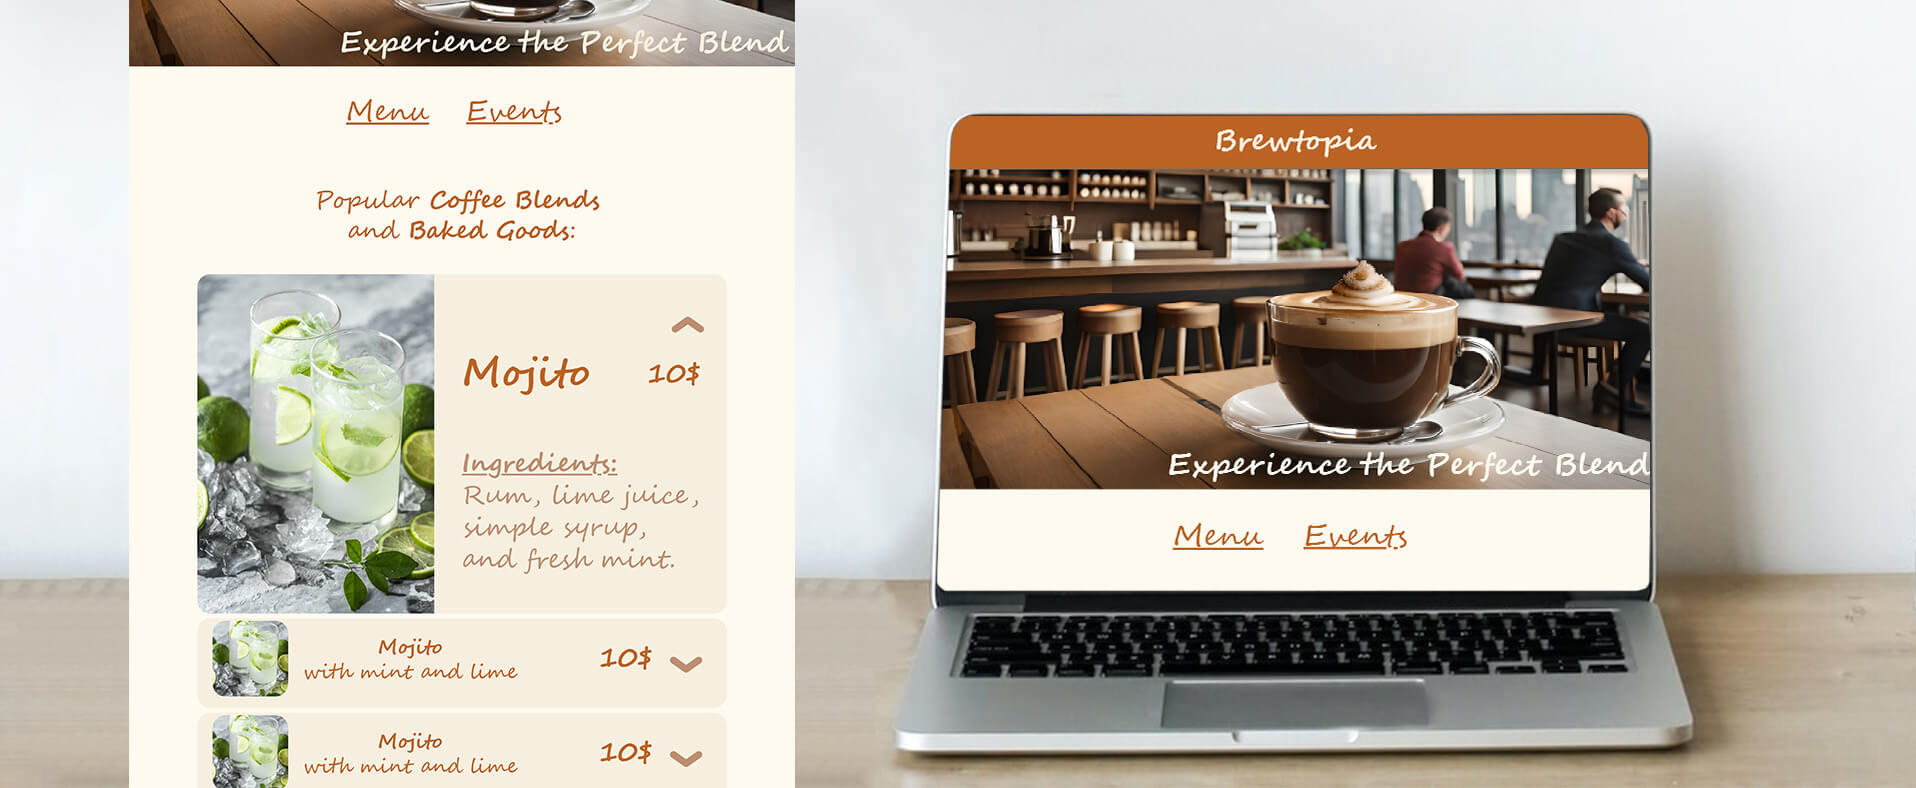 Experience the Perfect Blend
Menu Events
Popular Coffee Blends
and Baked Goods:
Mojito 10$
Ingredients:
Rum, lime juice,
simple syrup,
and fresh mint.
Mojito
with mint and lime
10$
Mojito
with mint and lime
10$
Brewtopia
Experience the Perfect Blend
Menu Events